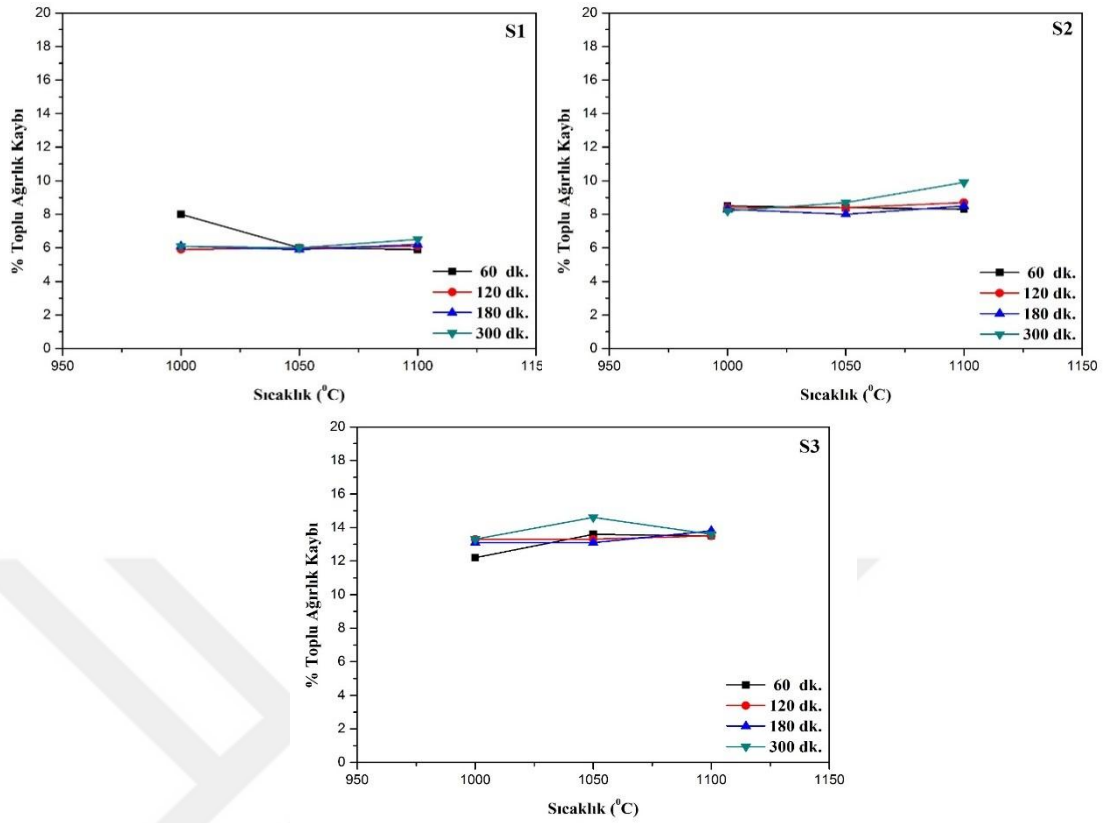 S1
% Toplu Ağırlık Kaybı
20
18
16
14
12
10
8
6
4
2
0
60 dk.
120 dk.
180 dk.
300 dk.
950
1000
1050
1100
115
Sıcaklık (⁰C)
S2
% Toplu Ağırlık Kaybı
20
18
16
14
12
10
8
6
4
2
0
60 dk.
120 dk.
180 dk.
300 dk.
950
1000
1050
1100
1150
Sıcaklık (⁰C)
S3
% Toplu Ağırlık Kaybı
20
18
16
14
12
10
8
6
4
2
0
60 dk.
120 dk.
180 dk.
300 dk.
950
1000
1050
1100
1150
Sıcaklık (⁰C)